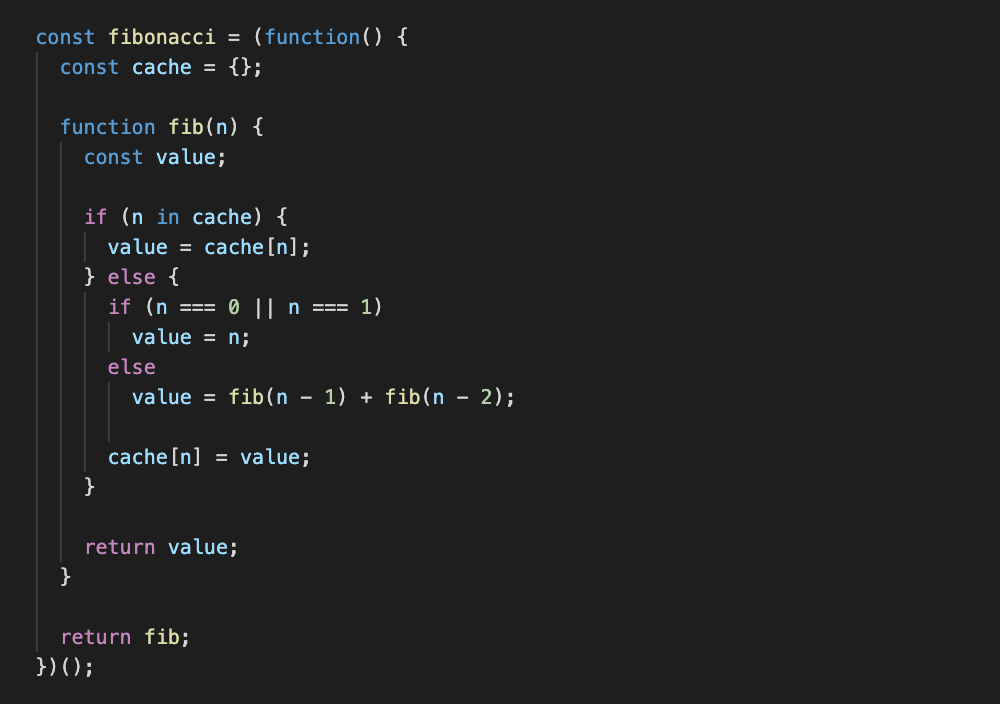 const fibonacci = (function() {
  const cache = {};

  function fib(n) {
    const value;

    if (n in cache) {
      value = cache[n];
    } else {
      if (n === 0 || n === 1)
        value = n;
      else
        value = fib(n - 1) + fib(n - 2);

      cache[n] = value;
    }

    return value;
  }

  return fib;
})();